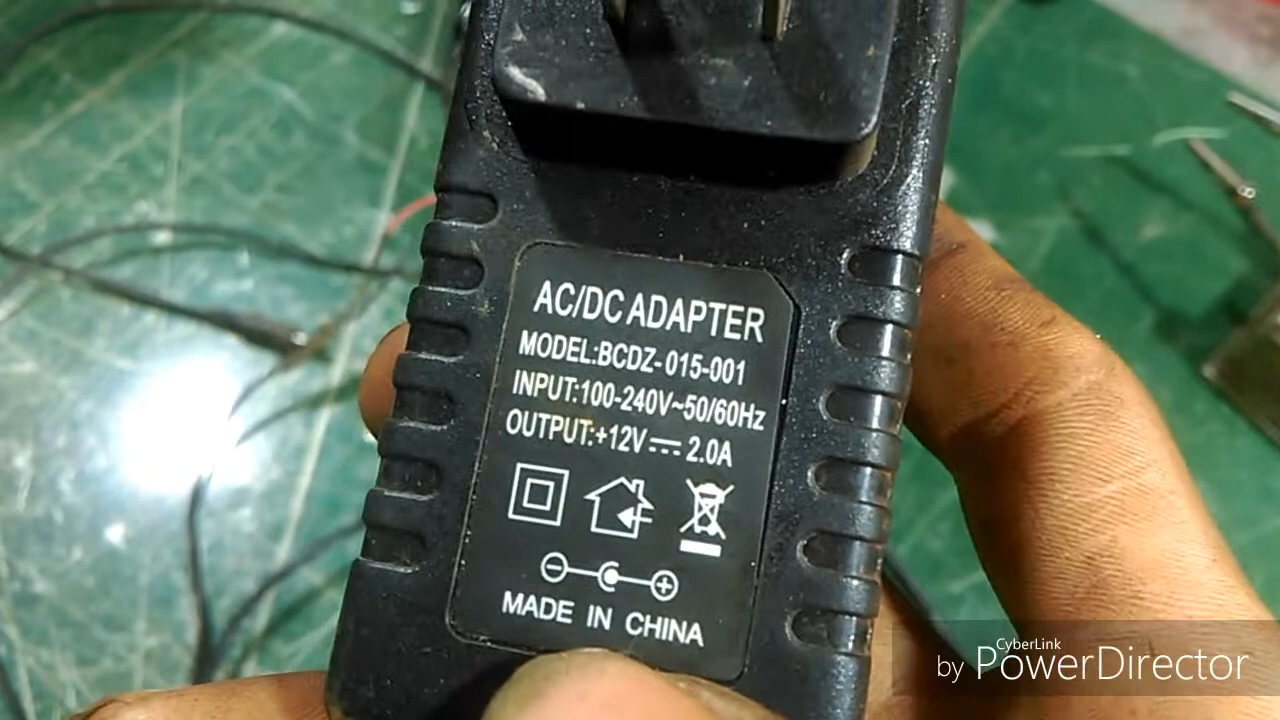 AC/DC ADAPTER
MODEL:BCDZ-015-001
INPUT:100-240V~50/60Hz
OUTPUT:+12V⎓2.0A
MADE IN CHINA
CyberLink
by PowerDirector